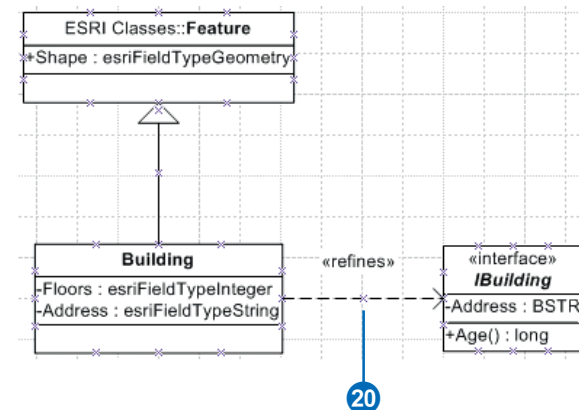 ESRI Classes::Feature
+Shape : esriFieldTypeGeometry
Building
-Floors : esriFieldTypeInteger
-Address : esriFieldTypeString
«refines»
«interface»
IBuilding
-Address : BSTR
+Age() : long
20